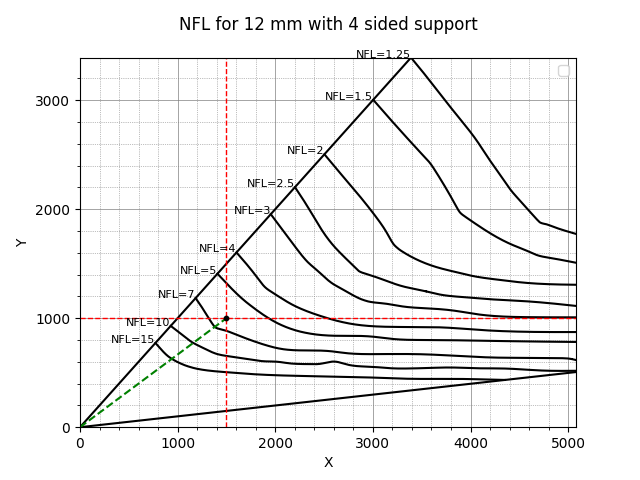 NFL for 12 mm with 4 sided support
NFL=1.25
NFL=1.5
NFL=2
NFL=2.5
NFL=3
NFL=4
NFL=5
NFL=7
NFL=10
NFL=15
3000
2000
1000
0
Y
0 1000 2000 3000 4000 5000
X